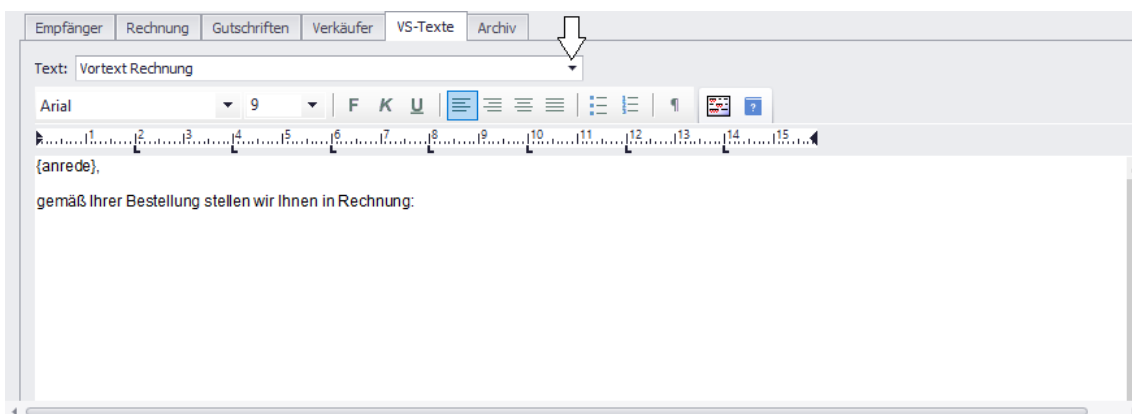 Empfänger Rechnung Gutschriften Verkäufer VS-Texte Archiv
Text: Vortext Rechnung
Arial 9 F K U ¶ ?
1 2 3 4 5 6 7 8 9 10 11 12 13 14 15
{anrede},
gemäß Ihrer Bestellung stellen wir Ihnen in Rechnung: